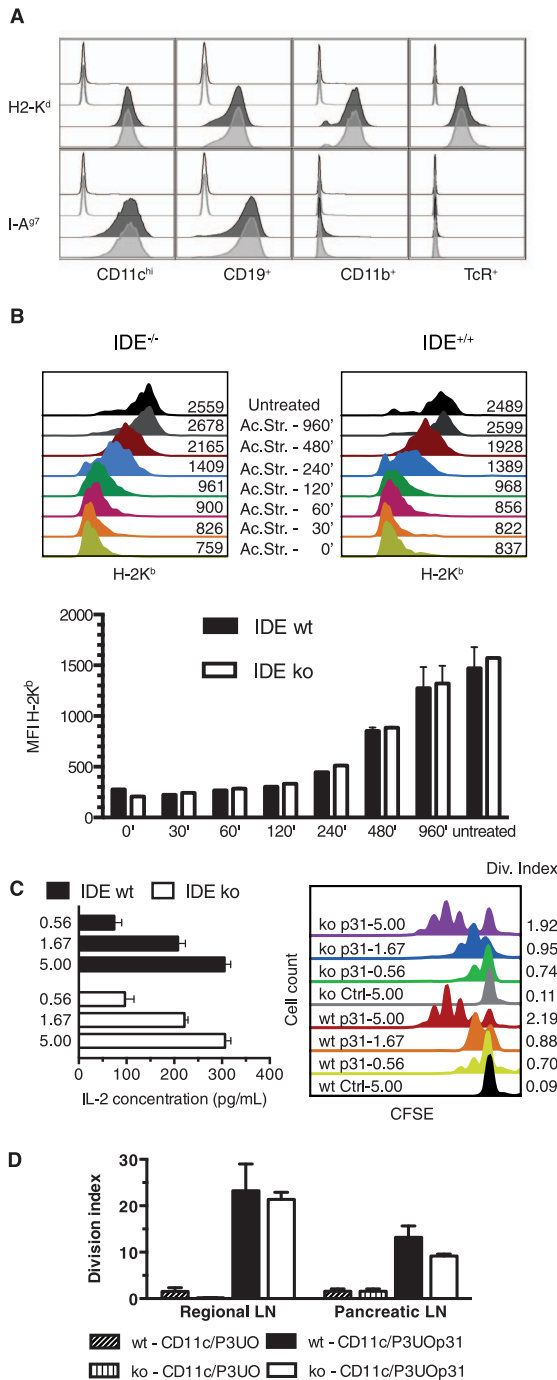 A
H2-Kᵈ
I-Aᵍ⁷
CD11cʰⁱ CD19⁺ CD11b⁺ TcR⁺
B
IDE⁻/⁻ IDE⁺/⁺
2559 Untreated 2489
2678 Ac.Str. - 960' 2599
2165 Ac.Str. - 480' 1928
1409 Ac.Str. - 240' 1389
961 Ac.Str. - 120' 968
900 Ac.Str. - 60' 856
826 Ac.Str. - 30' 822
759 Ac.Str. - 0' 837
H-2Kᵇ H-2Kᵇ
MFI H-2Kᵇ
2000
1500
1000
500
0
IDE wt
IDE ko
0' 30' 60' 120' 240' 480' 960' untreated
C
IDE wt IDE ko
0.56
1.67
5.00
0.56
1.67
5.00
0 100 200 300 400
IL-2 concentration (pg/mL)
Div. Index
Cell count
ko p31-5.00 1.92
ko p31-1.67 0.95
ko p31-0.56 0.74
ko Ctrl-5.00 0.11
wt p31-5.00 2.19
wt p31-1.67 0.88
wt p31-0.56 0.70
wt Ctrl-5.00 0.09
CFSE
D
Division index
30
20
10
0
Regional LN Pancreatic LN
wt - CD11c/P3UO wt - CD11c/P3UOp31
ko - CD11c/P3UO ko - CD11c/P3UOp31